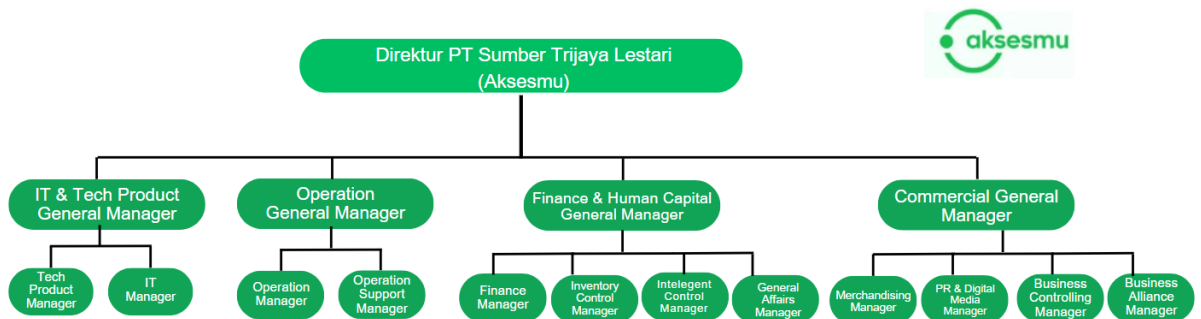 Direktur PT Sumber Trijaya Lestari
(Aksesmu)
aksesmu
IT & Tech Product
General Manager
Operation
General Manager
Finance & Human Capital
General Manager
Commercial General
Manager
Tech
Product
Manager
IT
Manager
Operation
Manager
Operation
Support
Manager
Finance
Manager
Inventory
Control
Manager
Intelegent
Control
Manager
General
Affairs
Manager
Merchandising
Manager
PR & Digital
Media
Manager
Business
Controlling
Manager
Business
Alliance
Manager